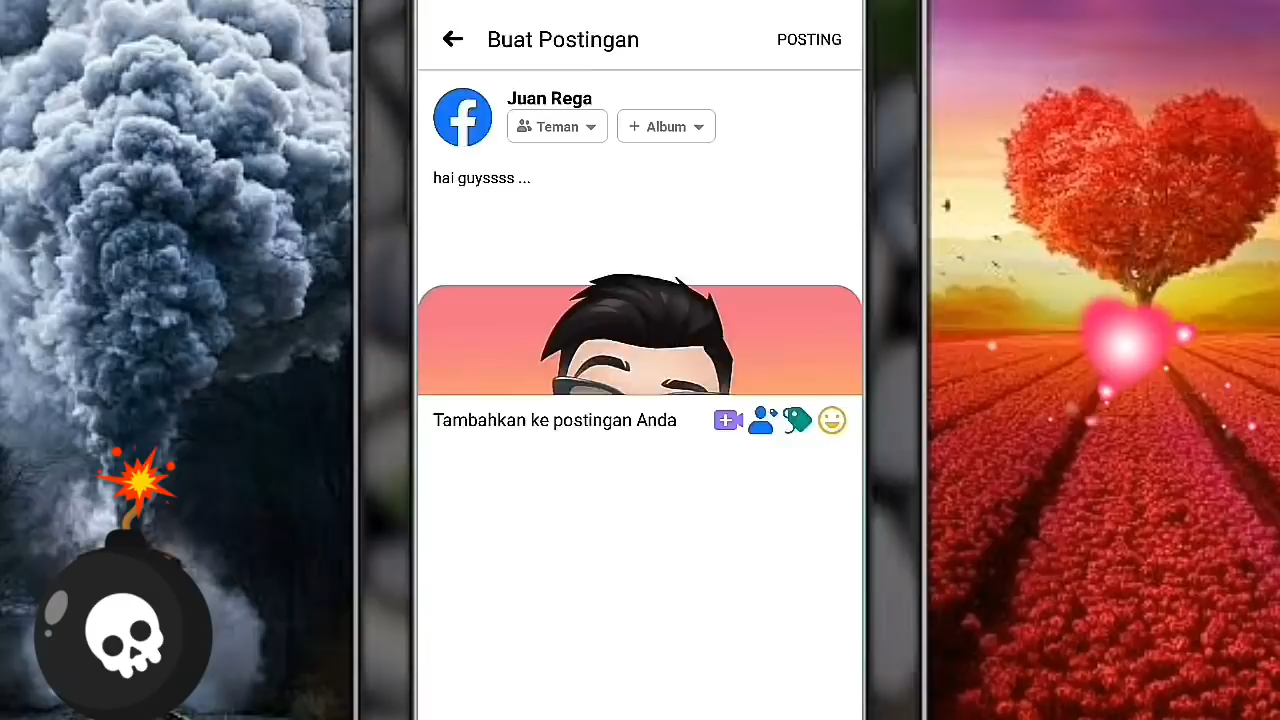 Buat Postingan
POSTING
Juan Rega
Teman
+ Album
hai guyssss ...
Tambahkan ke postingan Anda